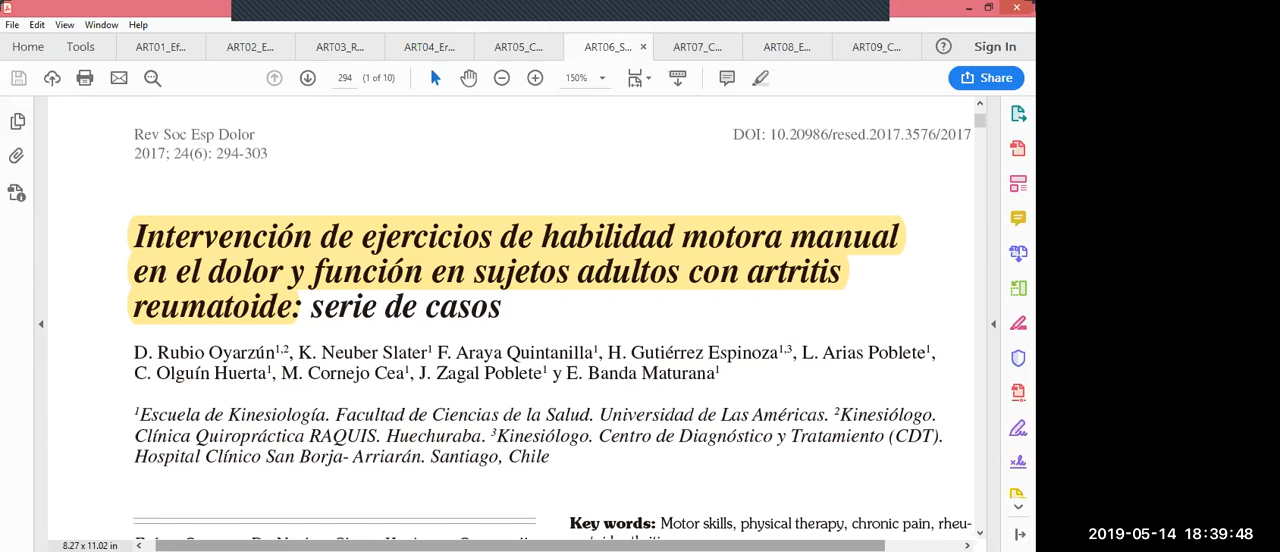 File Edit View Window Help
Home Tools ART01_Ef... ART02_E... ART03_R... ART04_Er... ART05_C... ART06_S... × ART07_C... ART08_E... ART09_C... ? Sign In
294 (1 of 10) 150% Share
Rev Soc Esp Dolor
2017; 24(6): 294-303
DOI: 10.20986/resed.2017.3576/2017
Intervención de ejercicios de habilidad motora manual
en el dolor y función en sujetos adultos con artritis
reumatoide: serie de casos
D. Rubio Oyarzún1,2, K. Neuber Slater1 F. Araya Quintanilla1, H. Gutiérrez Espinoza1,3, L. Arias Poblete1,
C. Olguín Huerta1, M. Cornejo Cea1, J. Zagal Poblete1 y E. Banda Maturana1
1Escuela de Kinesiología. Facultad de Ciencias de la Salud. Universidad de Las Américas. 2Kinesiólogo.
Clínica Quiropráctica RAQUIS. Huechuraba. 3Kinesiólogo. Centro de Diagnóstico y Tratamiento (CDT).
Hospital Clínico San Borja- Arriarán. Santiago, Chile
Key words: Motor skills, physical therapy, chronic pain, rheu-
8.27 x 11.02 in
2019-05-14 18:39:48